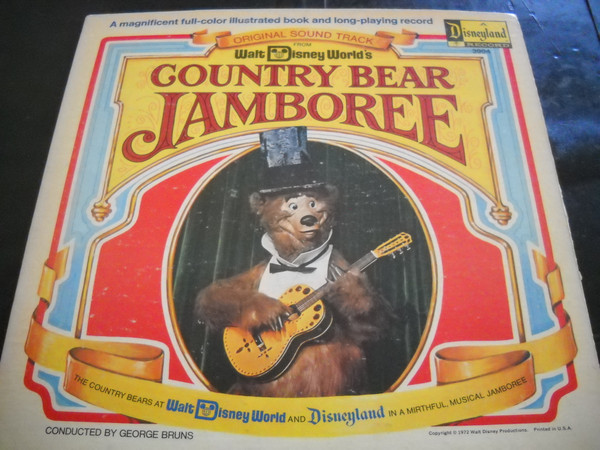 A magnificent full-color illustrated book and long-playing record
Disneyland
RECORD
3994
ORIGINAL SOUND TRACK
FROM
Walt Disney World's
COUNTRY BEAR
JAMBOREE
THE COUNTRY BEARS AT Walt Disney World AND Disneyland IN A MIRTHFUL, MUSICAL JAMBOREE
CONDUCTED BY GEORGE BRUNS
Copyright © 1972 Walt Disney Productions. Printed in U.S.A.